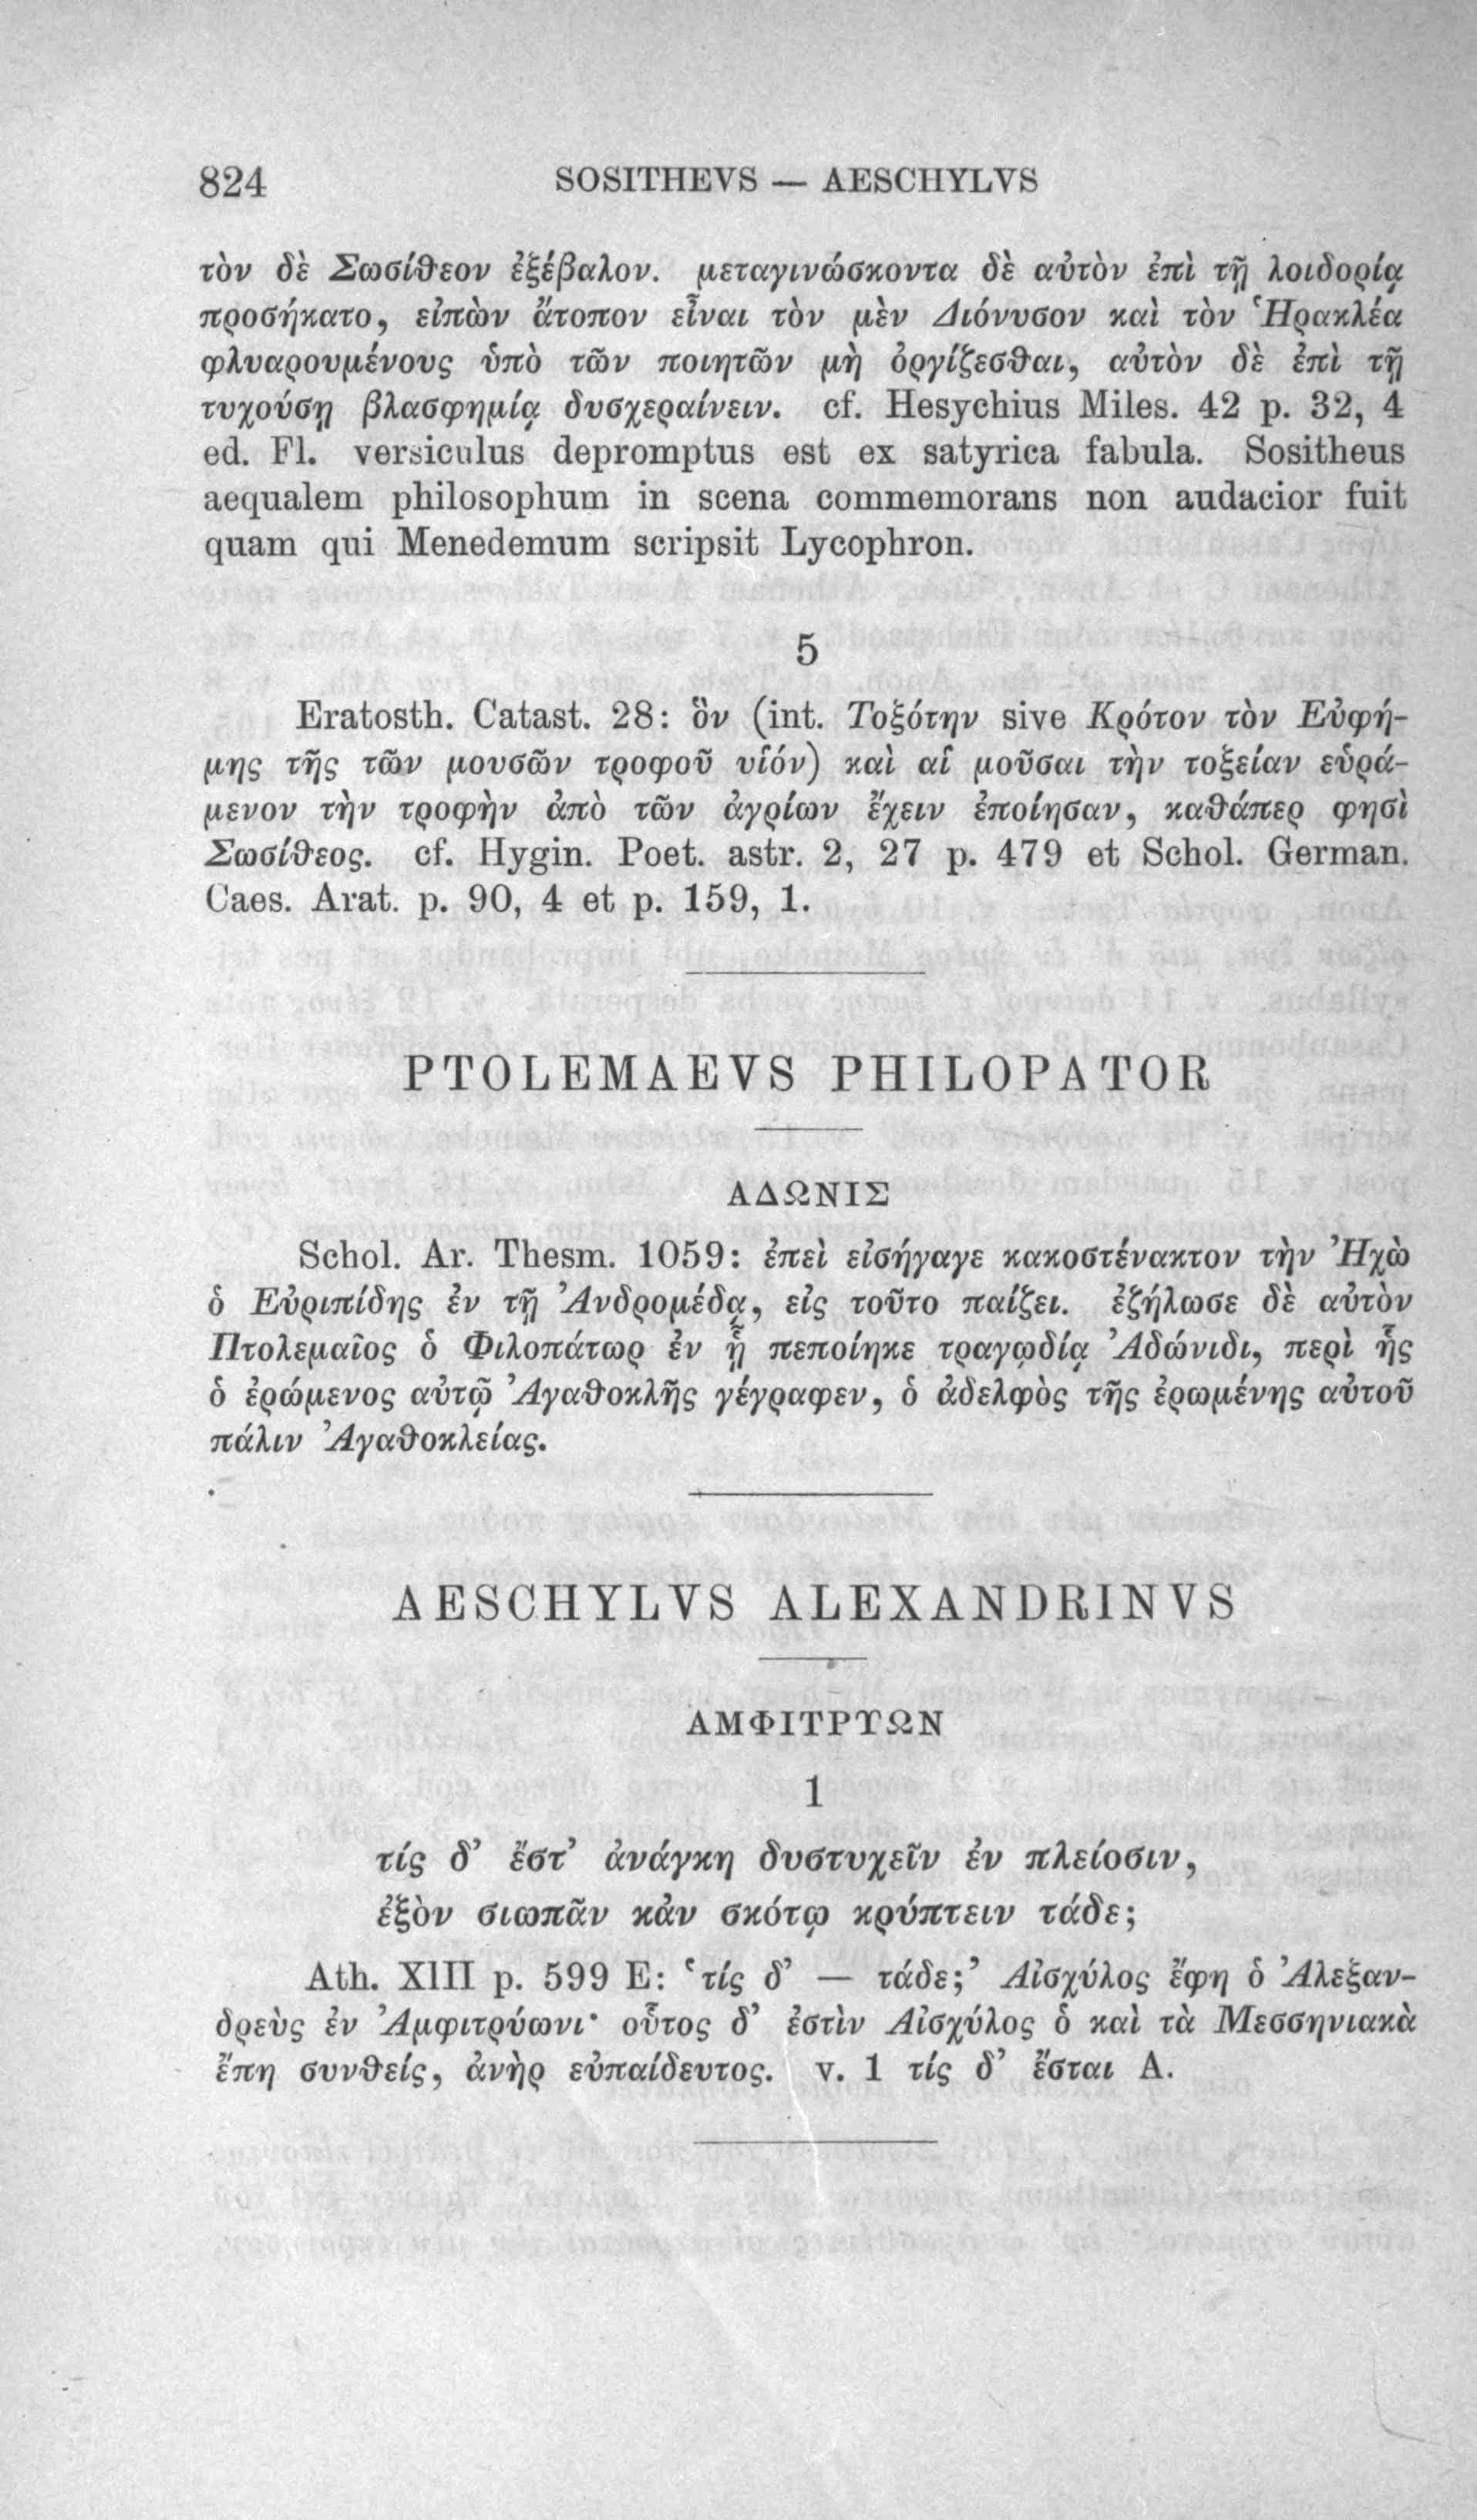 824 SOSITHEVS — AESCHYLVS
τὸν δὲ Σωσίθεον ἐξέβαλον. μεταγινώσκοντα δὲ αὐτὸν ἐπὶ τῇ λοιδορίᾳ
προσήκατο, εἰπὼν ἄτοπον εἶναι τὸν μὲν Διόνυσον καὶ τὸν Ἡρακλέα
φλυαρουμένους ὑπὸ τῶν ποιητῶν μὴ ὀργίζεσθαι, αὐτὸν δὲ ἐπὶ τῇ
τυχούσῃ βλασφημίᾳ δυσχεραίνειν. cf. Hesychius Miles. 42 p. 32, 4
ed. Fl. versiculus depromptus est ex satyrica fabula. Sositheus
aequalem philosophum in scena commemorans non audacior fuit
quam qui Menedemum scripsit Lycophron.
5
Eratosth. Catast. 28: ὃν (int. Τοξότην sive Κρότον τὸν Εὐφή-
μης τῆς τῶν μουσῶν τροφοῦ υἱόν) καὶ αἱ μοῦσαι τὴν τοξείαν εὑρά-
μενον τὴν τροφὴν ἀπὸ τῶν ἀγρίων ἔχειν ἐποίησαν, καθάπερ φησὶ
Σωσίθεος. cf. Hygin. Poet. astr. 2, 27 p. 479 et Schol. German.
Caes. Arat. p. 90, 4 et p. 159, 1.
PTOLEMAEVS PHILOPATOR
ΑΔΩΝΙΣ
Schol. Ar. Thesm. 1059: ἐπεὶ εἰσήγαγε κακοστένακτον τὴν Ἠχὼ
ὁ Εὐριπίδης ἐν τῇ Ἀνδρομέδᾳ, εἰς τοῦτο παίζει. ἐζήλωσε δὲ αὐτὸν
Πτολεμαῖος ὁ Φιλοπάτωρ ἐν ᾗ πεποίηκε τραγῳδίᾳ Ἀδώνιδι, περὶ ἧς
ὁ ἐρώμενος αὐτῷ Ἀγαθοκλῆς γέγραφεν, ὁ ἀδελφὸς τῆς ἐρωμένης αὐτοῦ
πάλιν Ἀγαθοκλείας.
AESCHYLVS ALEXANDRINVS
ΑΜΦΙΤΡΥΩΝ
1
τίς δ’ ἔστ’ ἀνάγκη δυστυχεῖν ἐν πλείοσιν,
ἐξὸν σιωπᾶν κἀν σκότῳ κρύπτειν τάδε;
Ath. XIII p. 599 E: ‘τίς δ’ — τάδε;’ Αἰσχύλος ἔφη ὁ Ἀλεξαν-
δρεὺς ἐν Ἀμφιτρύωνι· οὗτος δ’ ἐστὶν Αἰσχύλος ὁ καὶ τὰ Μεσσηνιακὰ
ἔπη συνθείς, ἀνὴρ εὐπαίδευτος. v. 1 τίς δ’ ἔσται A.